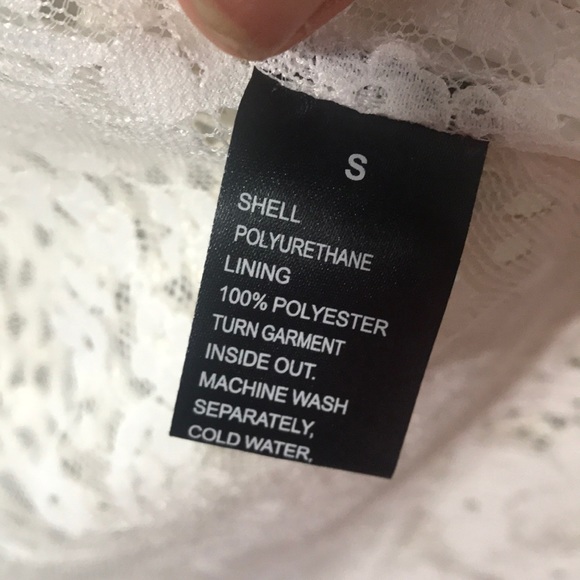 S
SHELL
POLYURETHANE
LINING
100% POLYESTER
TURN GARMENT
INSIDE OUT.
MACHINE WASH
SEPARATELY,
COLD WATER,